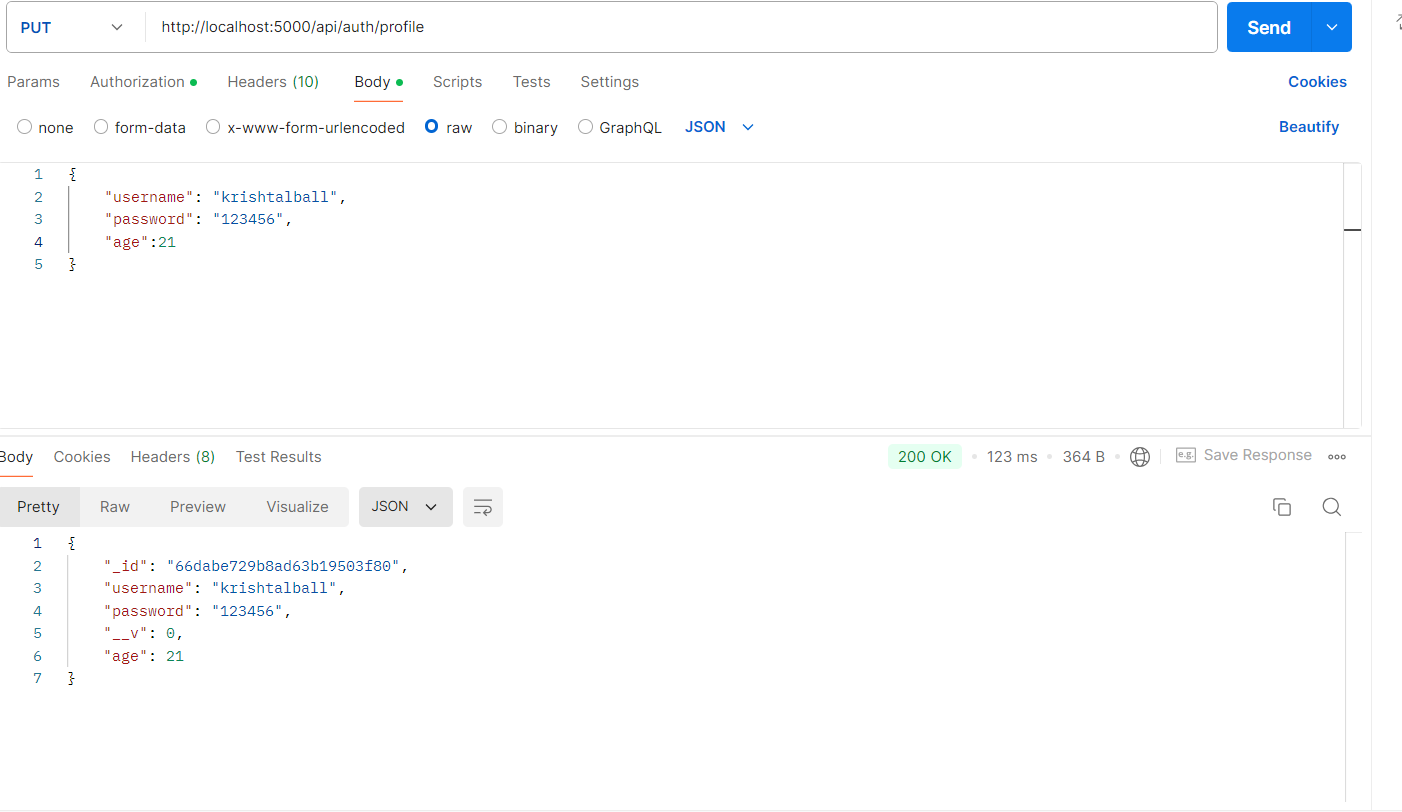 PUT http://localhost:5000/api/auth/profile Send
Params Authorization Headers (10) Body Scripts Tests Settings Cookies
none form-data x-www-form-urlencoded raw binary GraphQL JSON Beautify
1 {
2 "username": "krishtalball",
3 "password": "123456",
4 "age":21
5 }
Body Cookies Headers (8) Test Results 200 OK 123 ms 364 B e.g. Save Response
Pretty Raw Preview Visualize JSON
1 {
2 "_id": "66dabe729b8ad63b19503f80",
3 "username": "krishtalball",
4 "password": "123456",
5 "__v": 0,
6 "age": 21
7 }